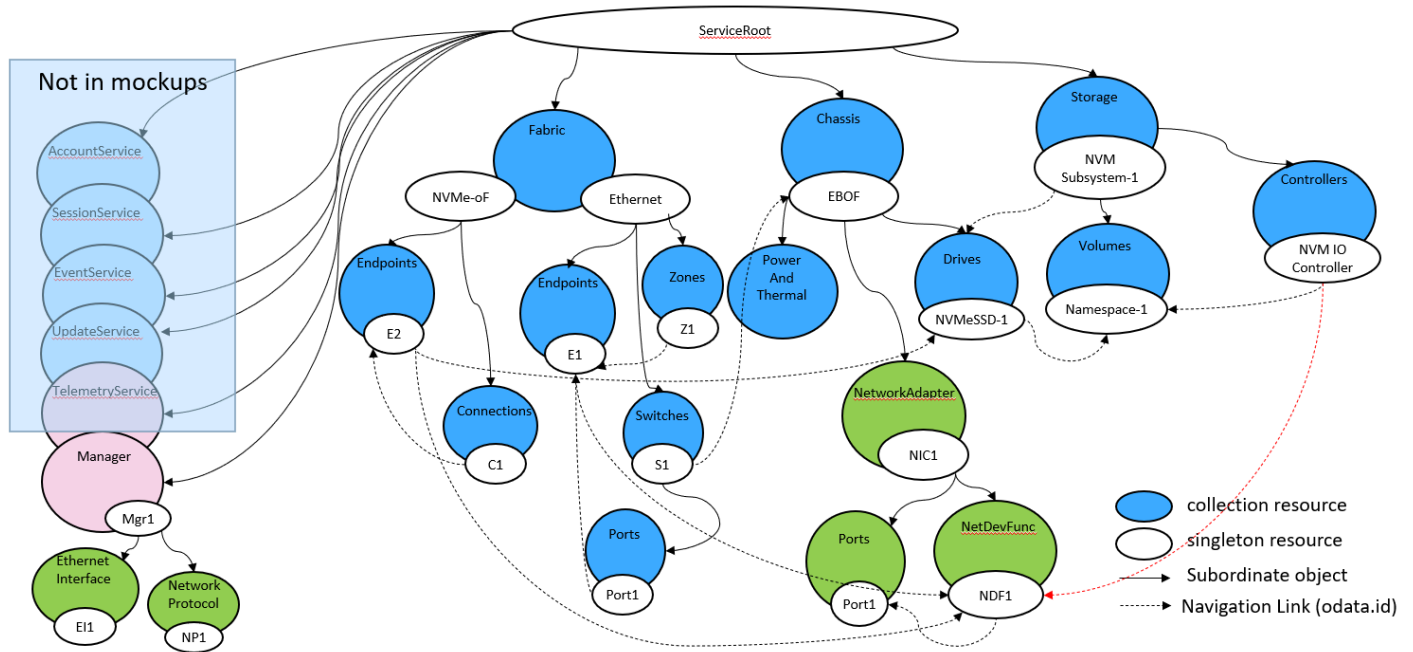 ServiceRoot
Not in mockups
AccountService
SessionService
EventService
UpdateService
TelemetryService
Manager
Mgr1
Ethernet
Interface
EI1
Network
Protocol
NP1
Fabric
NVMe-oF
Ethernet
Endpoints
E2
Connections
C1
Endpoints
E1
Zones
Z1
Switches
S1
Ports
Port1
Chassis
EBOF
Power
And
Thermal
Drives
NVMeSSD-1
NetworkAdapter
NIC1
Ports
Port1
NetDevFunc
NDF1
Storage
NVM
Subsystem-1
Volumes
Namespace-1
Controllers
NVM IO
Controller
collection resource
singleton resource
Subordinate object
Navigation Link (odata.id)